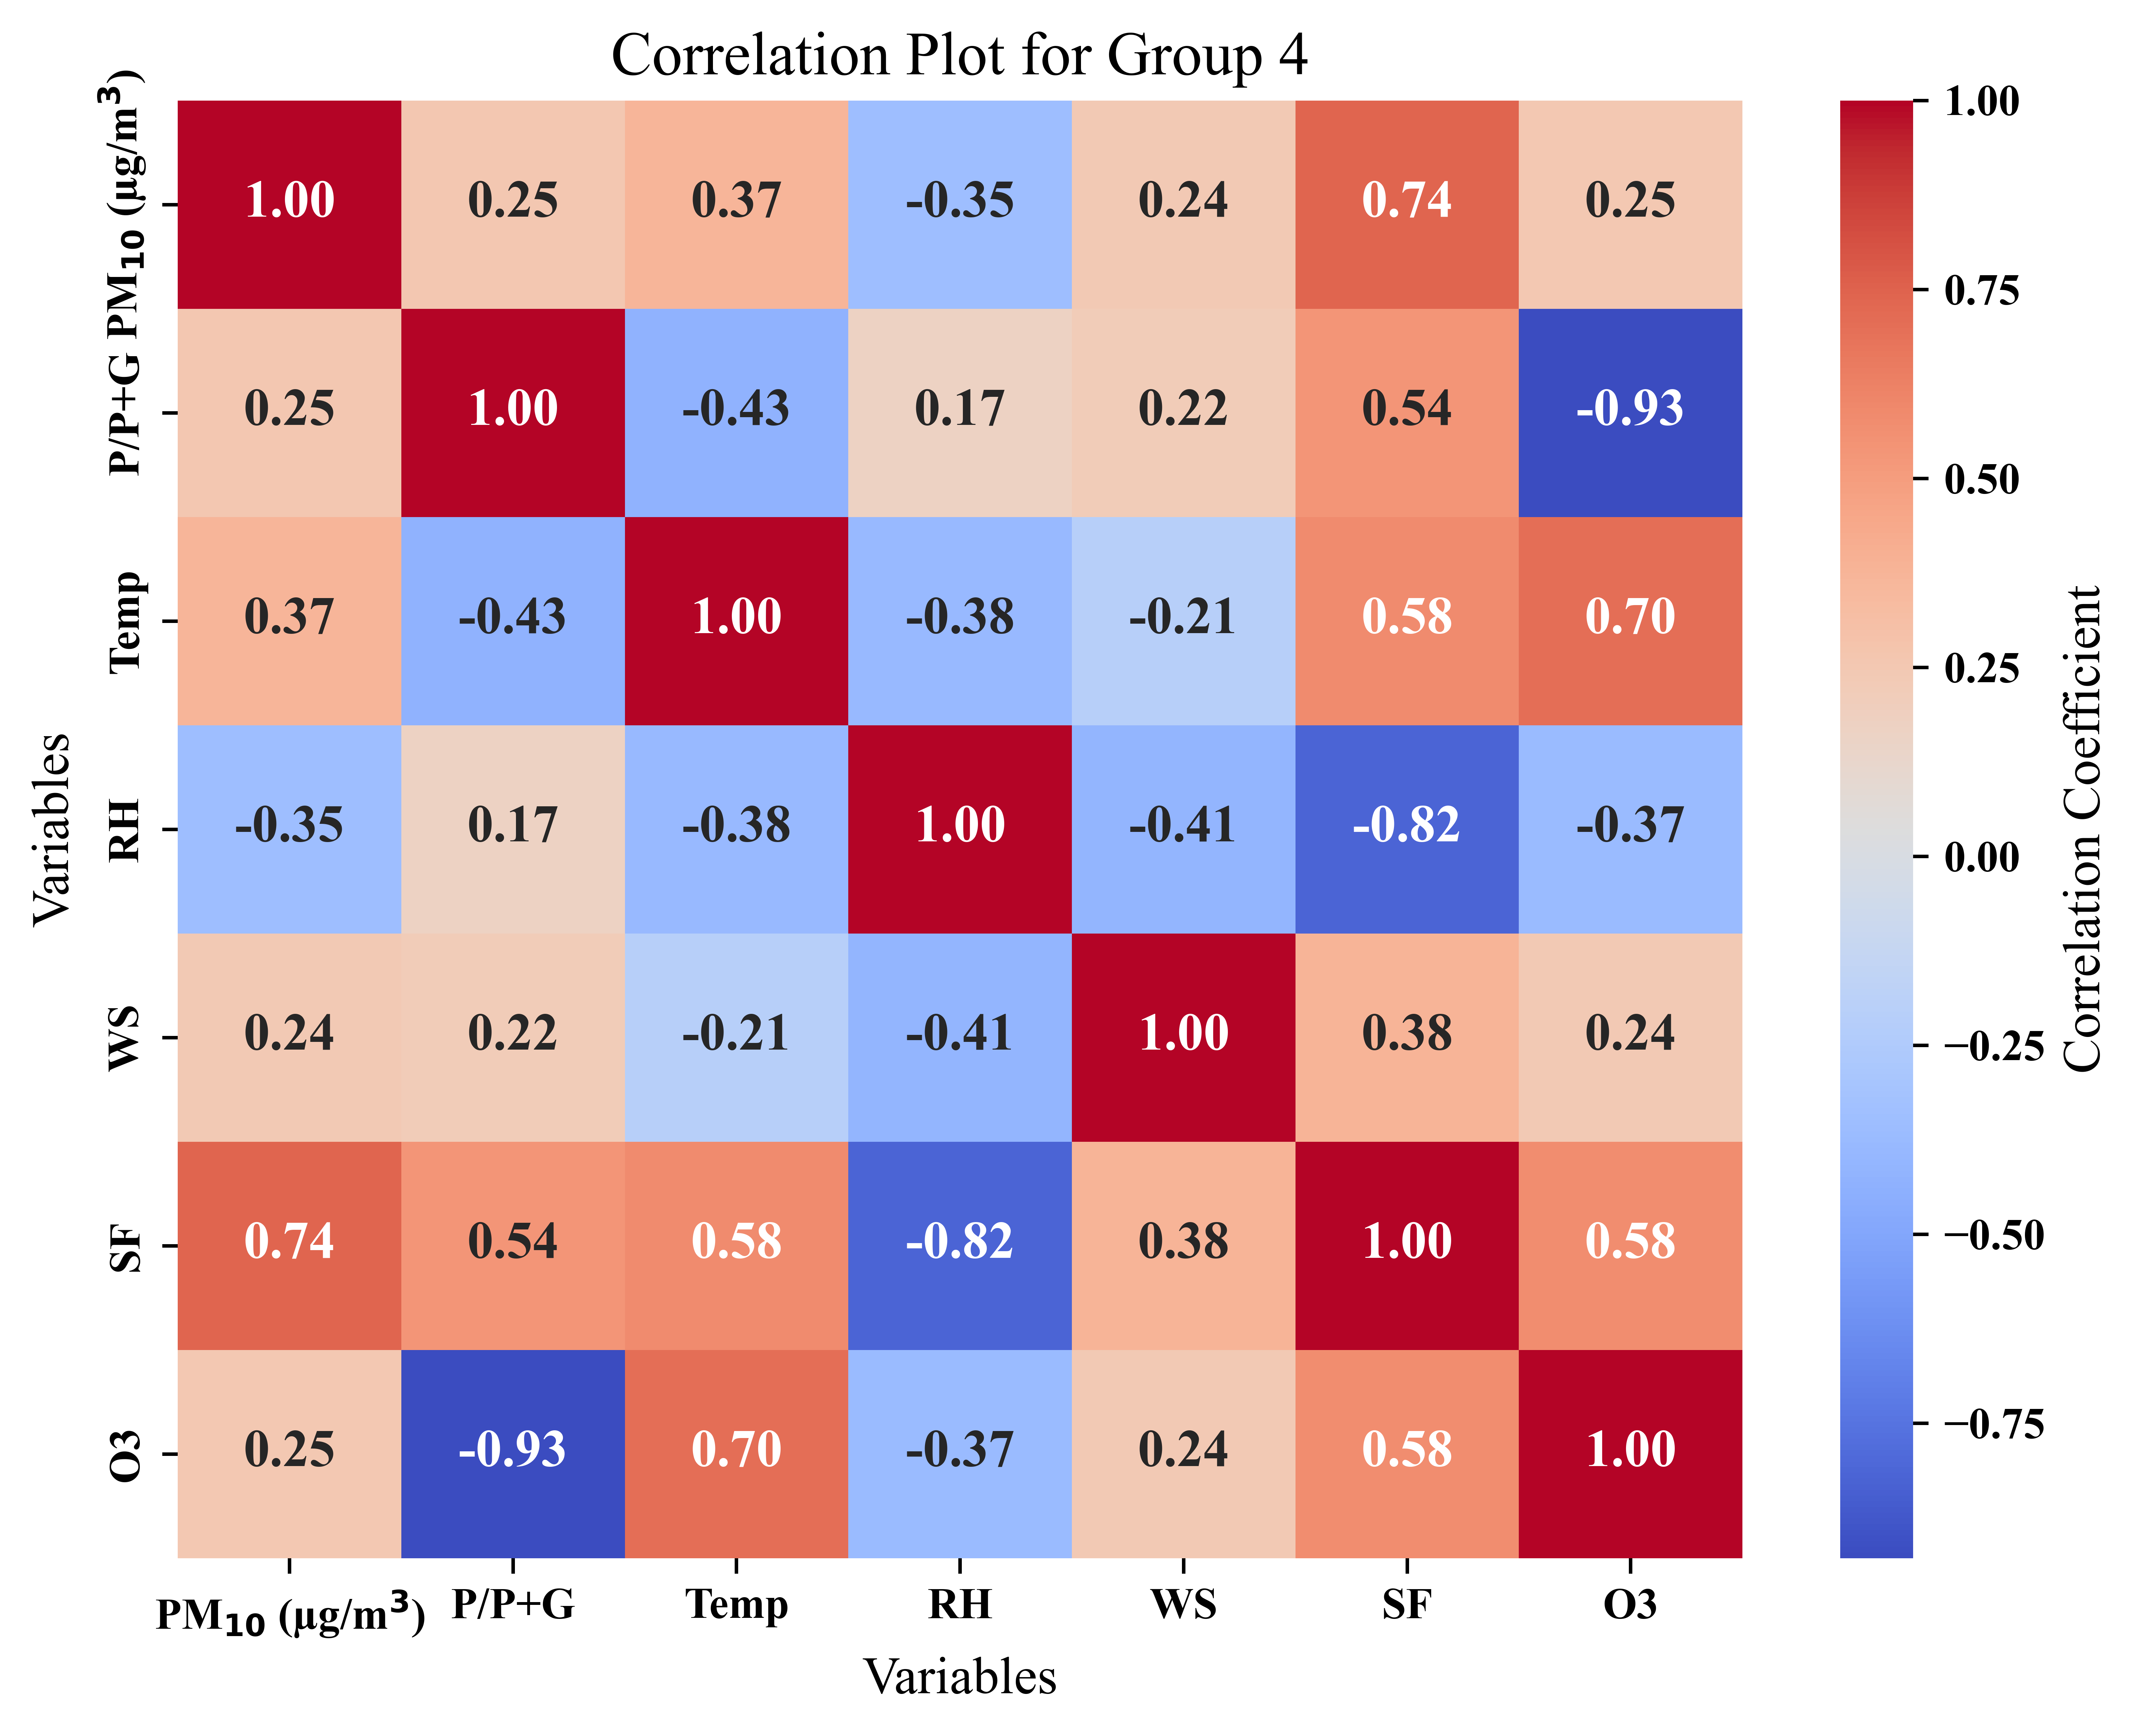 Correlation Plot for Group 4
PM₁₀ (µg/m³) 1.00 0.25 0.37 -0.35 0.24 0.74 0.25
P/P+G 0.25 1.00 -0.43 0.17 0.22 0.54 -0.93
Temp 0.37 -0.43 1.00 -0.38 -0.21 0.58 0.70
RH -0.35 0.17 -0.38 1.00 -0.41 -0.82 -0.37
WS 0.24 0.22 -0.21 -0.41 1.00 0.38 0.24
SF 0.74 0.54 0.58 -0.82 0.38 1.00 0.58
O3 0.25 -0.93 0.70 -0.37 0.24 0.58 1.00
PM₁₀ (µg/m³) P/P+G Temp RH WS SF O3
Variables
Variables
1.00
0.75
0.50
0.25
0.00
−0.25
−0.50
−0.75
Correlation Coefficient